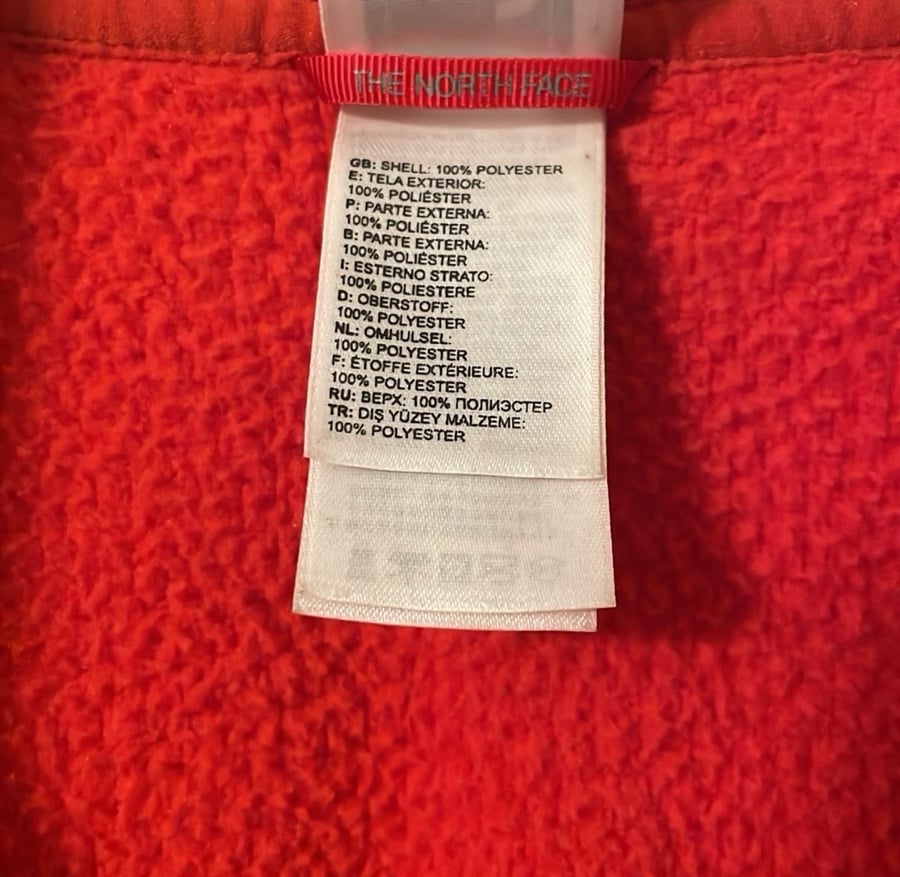 THE NORTH FACE
GB: SHELL: 100% POLYESTER
E: TELA EXTERIOR:
100% POLIÉSTER
P: PARTE EXTERNA:
100% POLIÉSTER
B: PARTE EXTERNA:
100% POLIÉSTER
I: ESTERNO STRATO:
100% POLIESTERE
D: OBERSTOFF:
100% POLYESTER
NL: OMHULSEL:
100% POLYESTER
F: ÉTOFFE EXTÉRIEURE:
100% POLYESTER
RU: ВЕРХ: 100% ПОЛИЭСТЕР
TR: DIŞ YÜZEY MALZEME:
100% POLYESTER